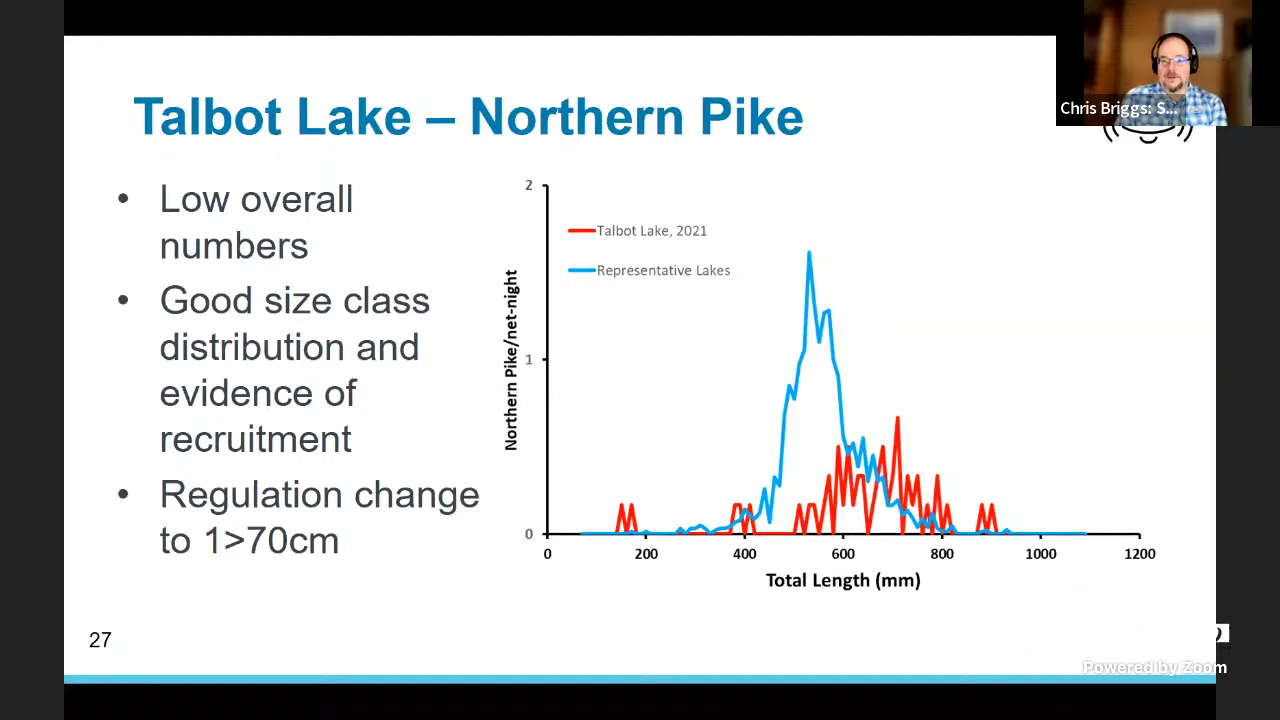 Chris Briggs: S...
Talbot Lake – Northern Pike
• Low overall
numbers
• Good size class
distribution and
evidence of
recruitment
• Regulation change
to 1>70cm
2
1
0
Northern Pike/net-night
Talbot Lake, 2021
Representative Lakes
0 200 400 600 800 1000 1200
Total Length (mm)
27
Powered by Zoom